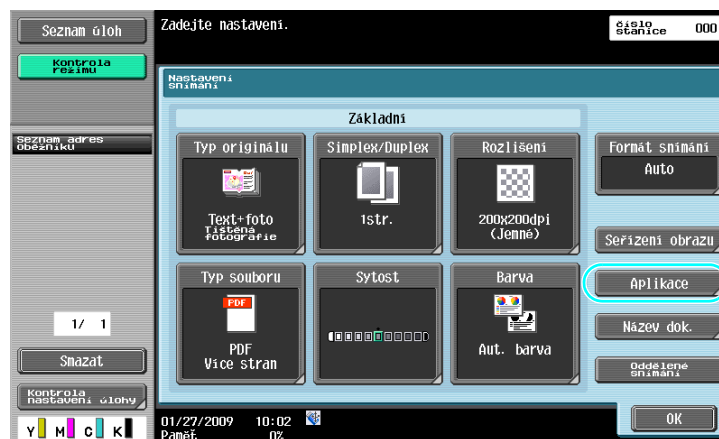 Seznam úloh
Zadejte nastavení.
číslo
stanice
000
Kontrola
režimu
Nastavení
snímání
Základní
Seznam adres
oběžníku
Typ originálu
Simplex/Duplex
Rozlišení
Formát snímání
Auto
Text+foto
Tištěná
fotografie
1str.
200x200dpi
(Jemné)
Seřízení obrazu
Typ souboru
Sytost
Barva
Aplikace
PDF
PDF
Více stran
Aut. barva
Název dok.
1/ 1
Smazat
Oddělené
snímání
Kontrola
nastavení úlohy
OK
Y M C K
01/27/2009 10:02
Paměť 0%